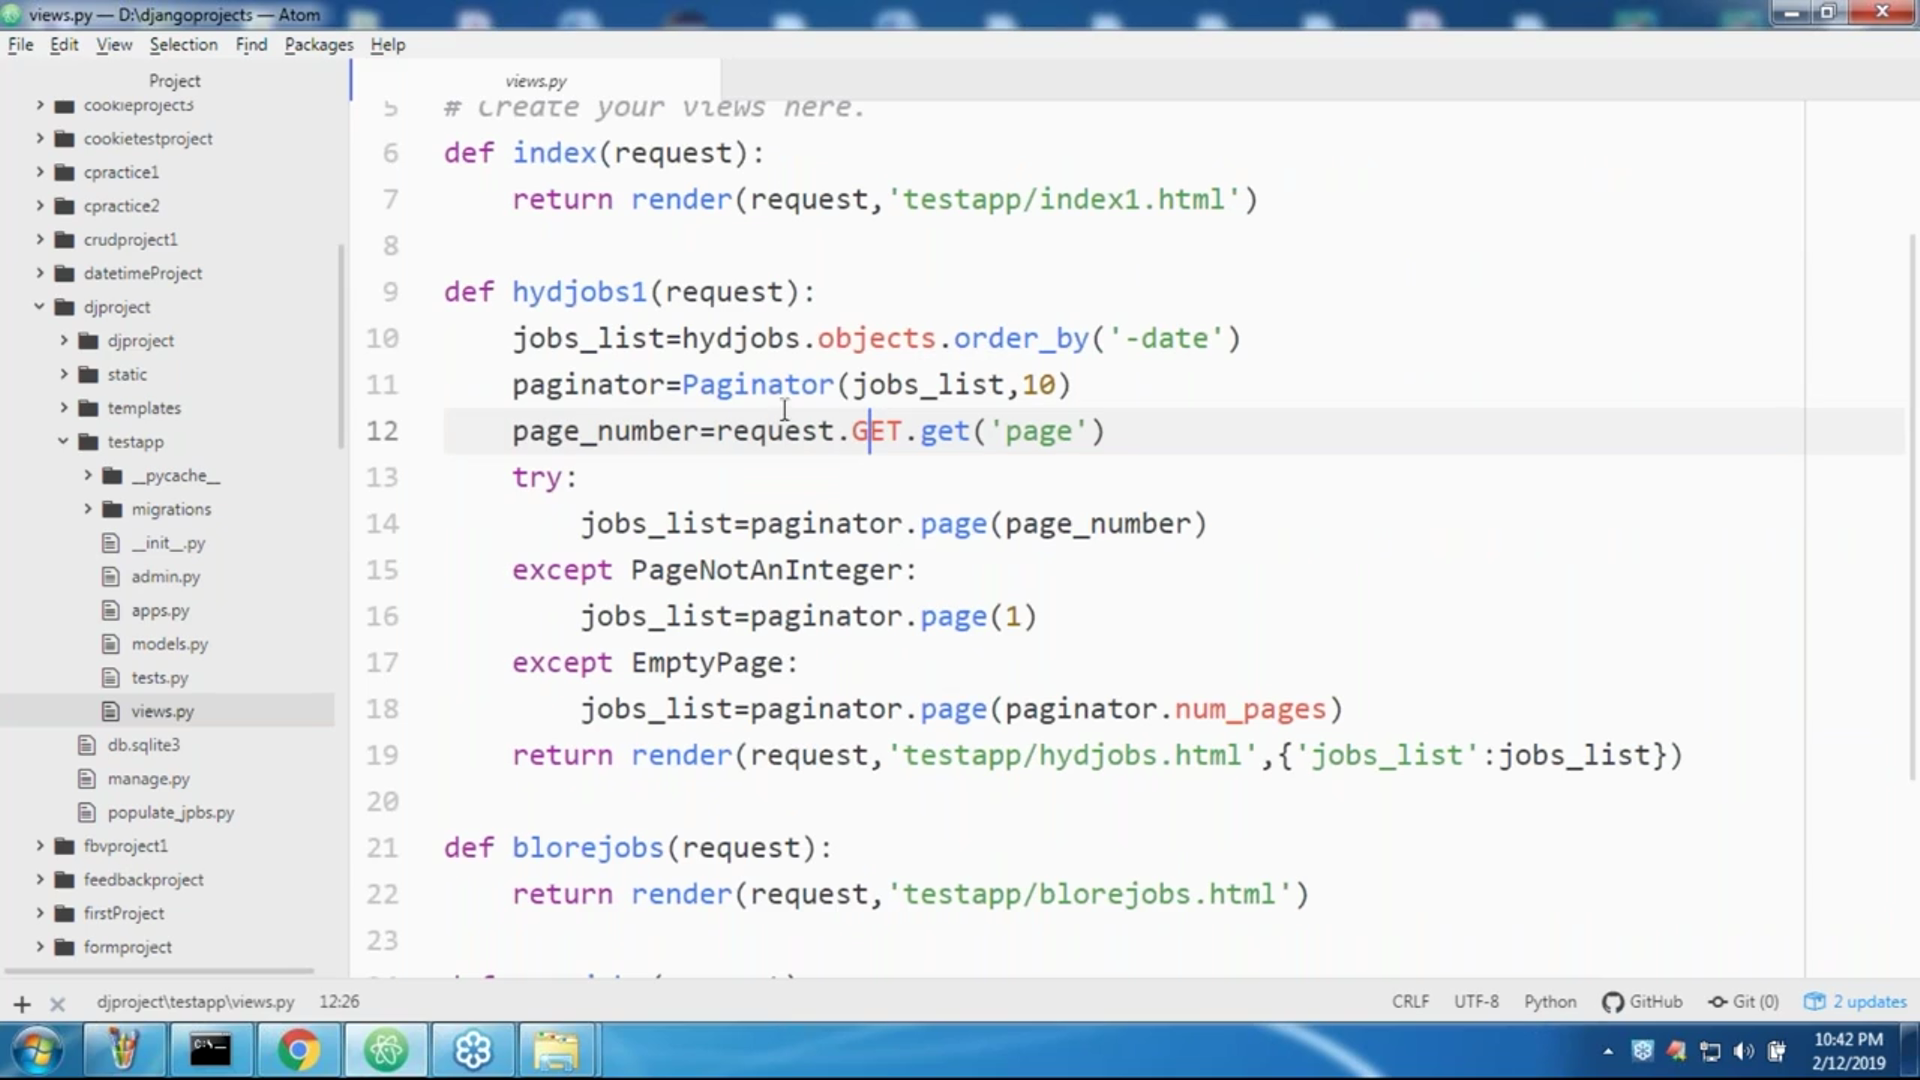 views.py — D:\djangoprojects — Atom
File Edit View Selection Find Packages Help
Project
cookieproject3
cookietestproject
cpractice1
cpractice2
crudproject1
datetimeProject
djproject
djproject
static
templates
testapp
__pycache__
migrations
__init__.py
admin.py
apps.py
models.py
tests.py
views.py
db.sqlite3
manage.py
populate_jpbs.py
fbvproject1
feedbackproject
firstProject
formproject
views.py
5 # Create your views here.
6 def index(request):
7 return render(request,'testapp/index1.html')
8
9 def hydjobs1(request):
10 jobs_list=hydjobs.objects.order_by('-date')
11 paginator=Paginator(jobs_list,10)
12 page_number=request.GET.get('page')
13 try:
14 jobs_list=paginator.page(page_number)
15 except PageNotAnInteger:
16 jobs_list=paginator.page(1)
17 except EmptyPage:
18 jobs_list=paginator.page(paginator.num_pages)
19 return render(request,'testapp/hydjobs.html',{'jobs_list':jobs_list})
20
21 def blorejobs(request):
22 return render(request,'testapp/blorejobs.html')
23
djproject\testapp\views.py 12:26
CRLF UTF-8 Python GitHub Git (0) 2 updates
C:\_
10:42 PM
2/12/2019